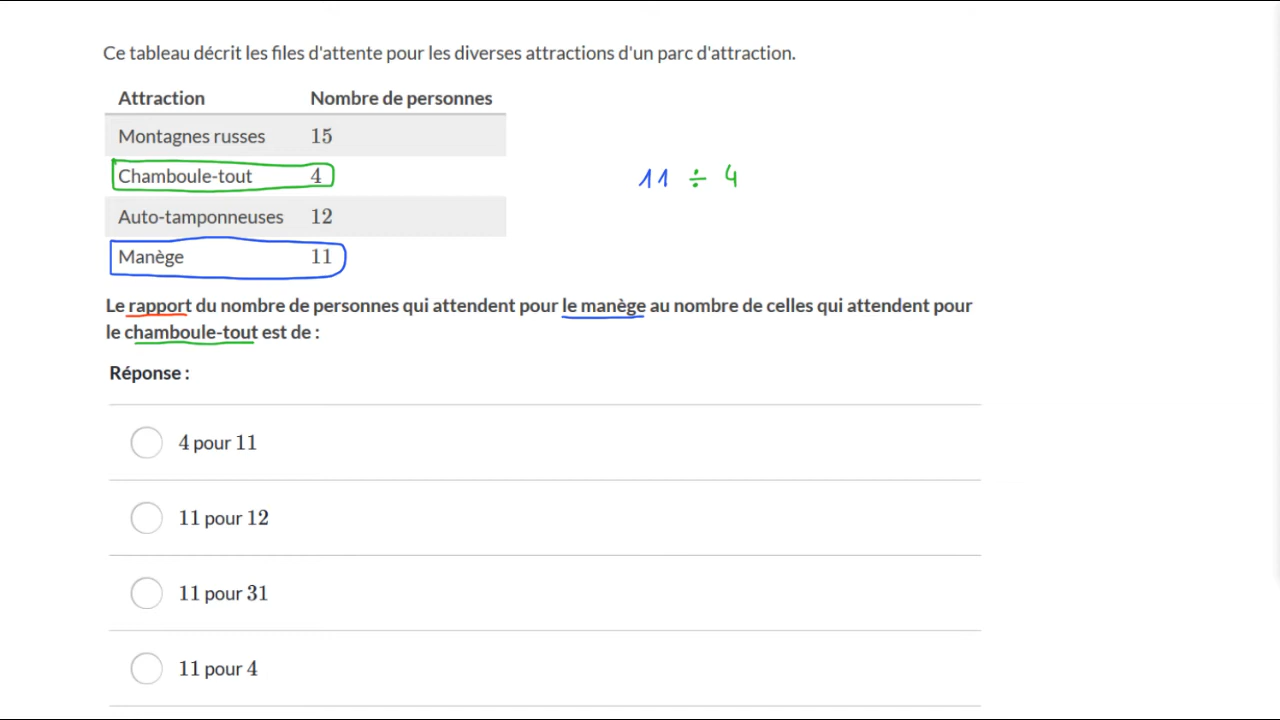 Ce tableau décrit les files d'attente pour les diverses attractions d'un parc d'attraction.
Attraction Nombre de personnes
Montagnes russes 15
Chamboule-tout 4
11 ÷ 4
Auto-tamponneuses 12
Manège 11
Le rapport du nombre de personnes qui attendent pour le manège au nombre de celles qui attendent pour
le chamboule-tout est de :
Réponse :
4 pour 11
11 pour 12
11 pour 31
11 pour 4